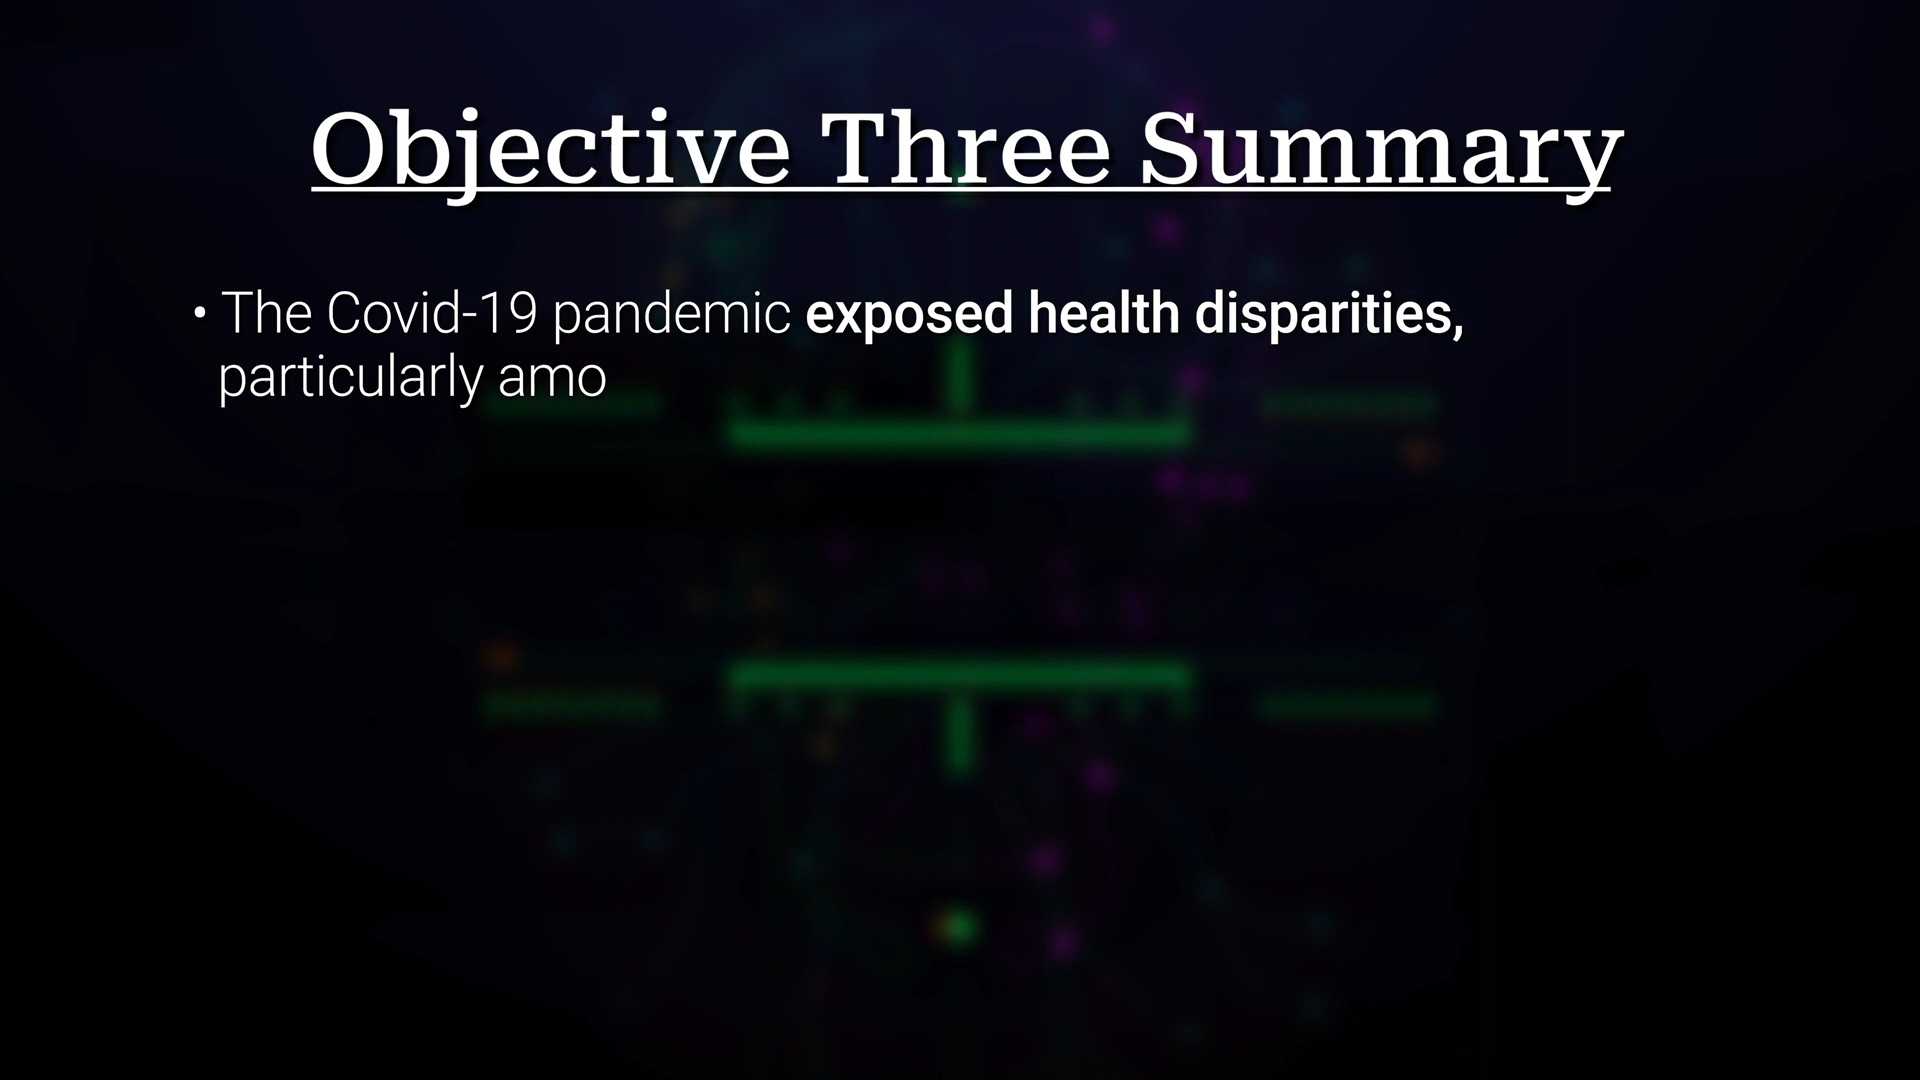 Objective Three Summary
• The Covid-19 pandemic exposed health disparities,
particularly amo